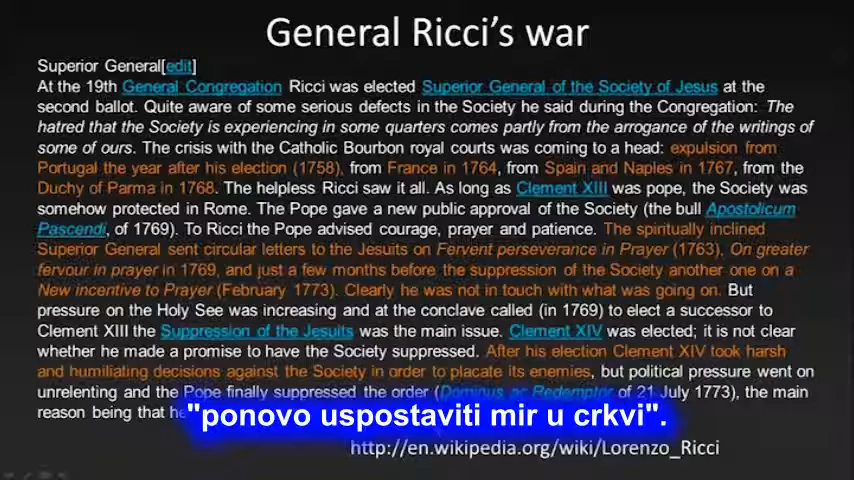 General Ricci's war
Superior General[edit]
At the 19th General Congregation Ricci was elected Superior General of the Society of Jesus at the
second ballot. Quite aware of some serious defects in the Society he said during the Congregation: The
hatred that the Society is experiencing in some quarters comes partly from the arrogance of the writings of
some of ours. The crisis with the Catholic Bourbon royal courts was coming to a head: expulsion from
Portugal the year after his election (1758), from France in 1764, from Spain and Naples in 1767, from the
Duchy of Parma in 1768. The helpless Ricci saw it all. As long as Clement XIII was pope, the Society was
somehow protected in Rome. The Pope gave a new public approval of the Society (the bull Apostolicum
Pascendi, of 1769). To Ricci the Pope advised courage, prayer and patience. The spiritually inclined
Superior General sent circular letters to the Jesuits on Fervent perseverance in Prayer (1763), On greater
fervour in prayer in 1769, and just a few months before the suppression of the Society another one on a
New incentive to Prayer (February 1773). Clearly he was not in touch with what was going on. But
pressure on the Holy See was increasing and at the conclave called (in 1769) to elect a successor to
Clement XIII the Suppression of the Jesuits was the main issue. Clement XIV was elected; it is not clear
whether he made a promise to have the Society suppressed. After his election Clement XIV took harsh
and humiliating decisions against the Society in order to placate its enemies, but political pressure went on
unrelenting and the Pope finally suppressed the order (Dominus ac Redemptor of 21 July 1773), the main
reason being that
"ponovo uspostaviti mir u crkvi".
http://en.wikipedia.org/wiki/Lorenzo_Ricci